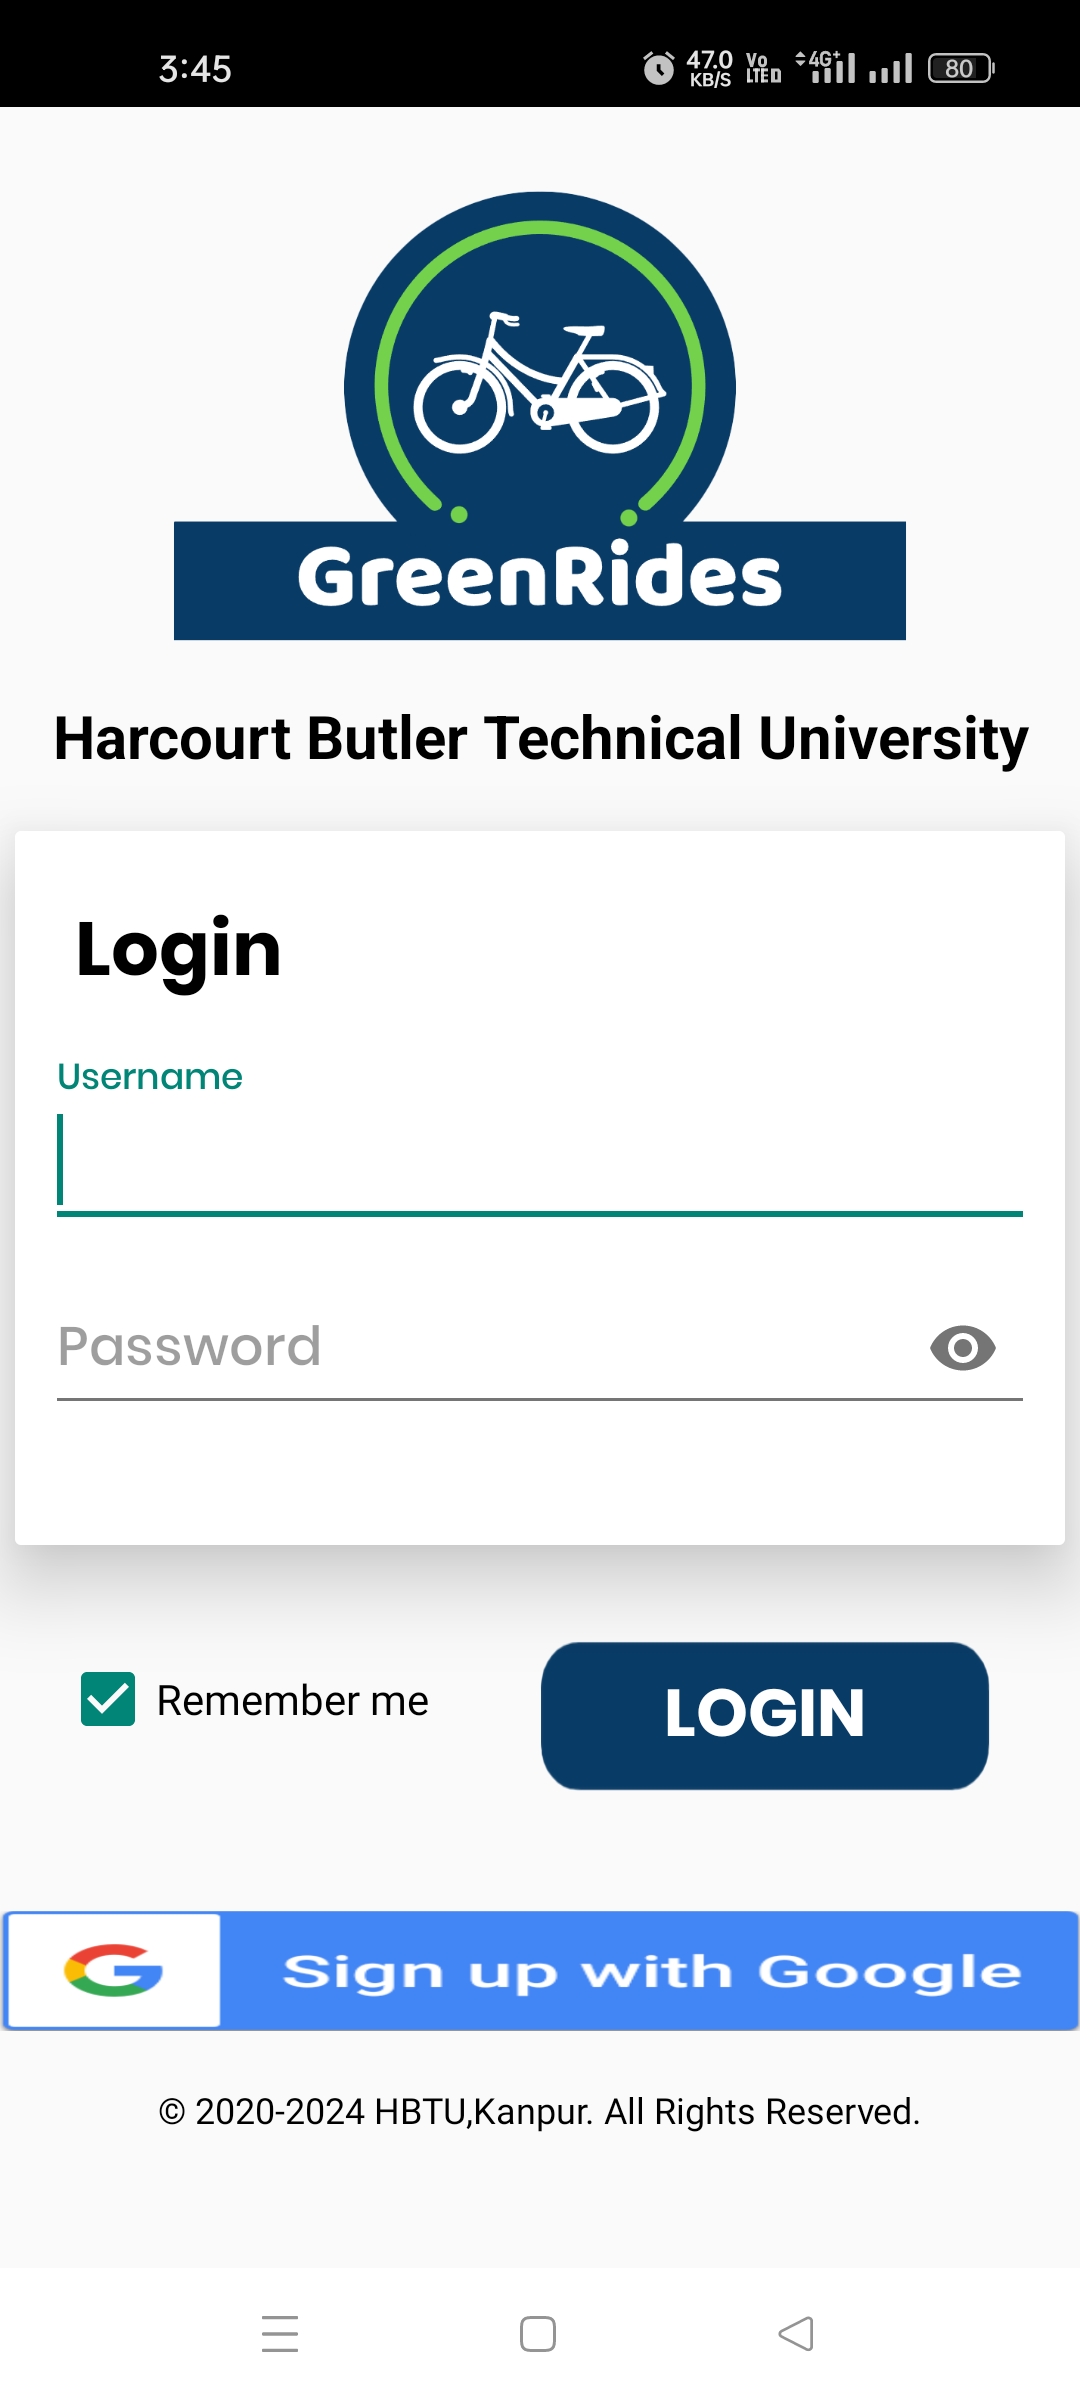 3:45
47.0
KB/S
Vo
LTE
4G+
80
GreenRides
Harcourt Butler Technical University
Login
Username
Password
Remember me
LOGIN
G
Sign up with Google
© 2020-2024 HBTU,Kanpur. All Rights Reserved.